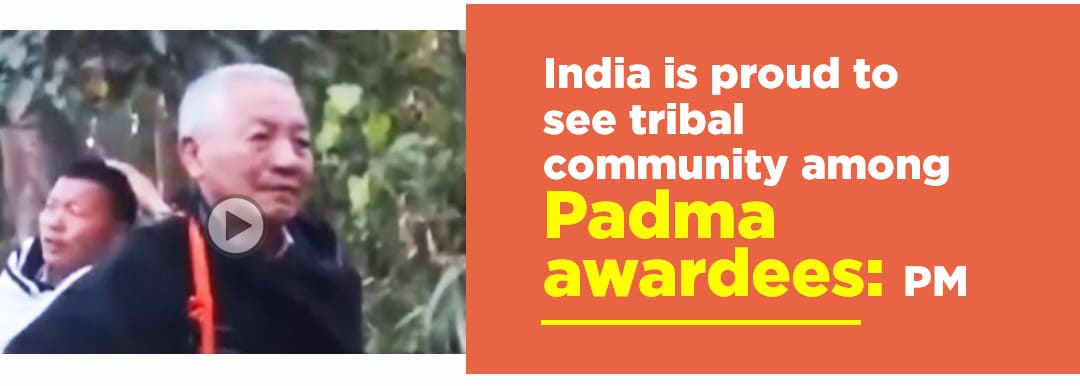 India is proud to
see tribal
community among
Padma
awardees: PM